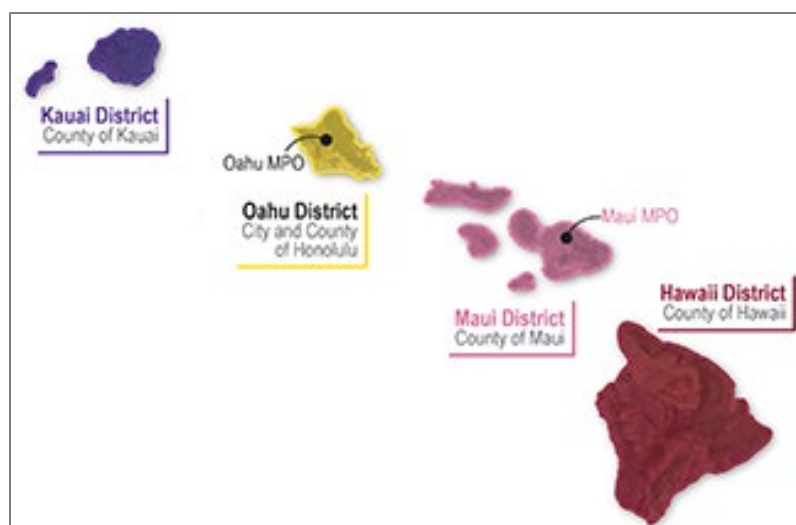 Kauai District
County of Kauai
Oahu MPO
Oahu District
City and County
of Honolulu
Maui MPO
Maui District
County of Maui
Hawaii District
County of Hawaii